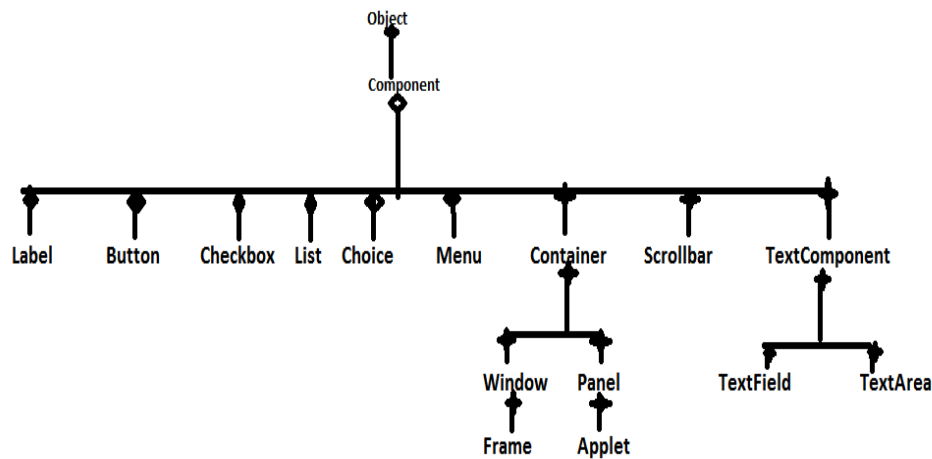 Object
Component
Label Button Checkbox List Choice Menu Container Scrollbar TextComponent
Window Panel TextField TextArea
Frame Applet